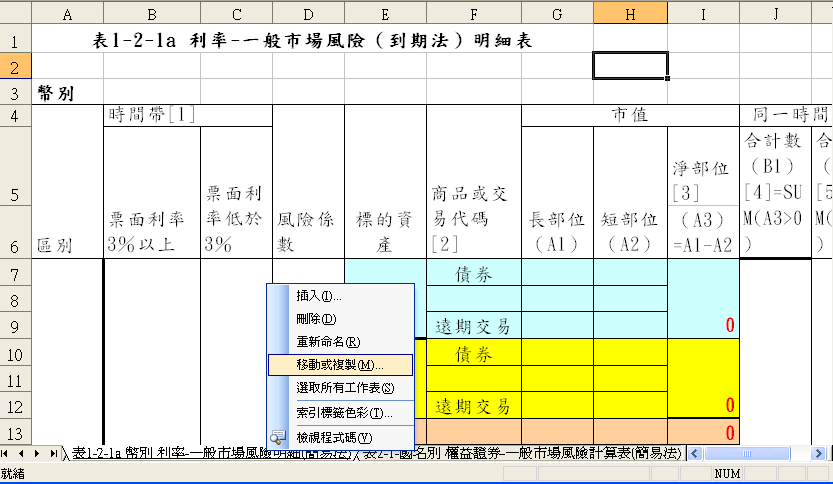 A B C D E F G H I J
1 表1-2-1a 利率-一般市場風險（到期法）明細表
2
3 幣別
4 時間帶[1] 市值 同一時間
5
6
區別
票面利率
3%以上
票面利
率低於
3%
風險係
數
標的資
產
商品或交
易代碼
[2]
長部位
(A1)
短部位
(A2)
淨部位
[3]
(A3)
=A1-A2
合計數
(B1)
[4]=SU
M(A3>0
)
合
(
[5
M(
)
7 債券
8
9 遠期交易 0
10 債券
11
12 遠期交易 0
13 0
插入(I)...
刪除(D)
重新命名(R)
移動或複製(M)...
選取所有工作表(S)
索引標籤色彩(T)...
檢視程式碼(V)
表1-2-1a 幣別 利率-一般市場風險明細(簡易法) 表2-1-國名別 權益證券-一般市場風險計算表(簡易法)
就緒 NUM